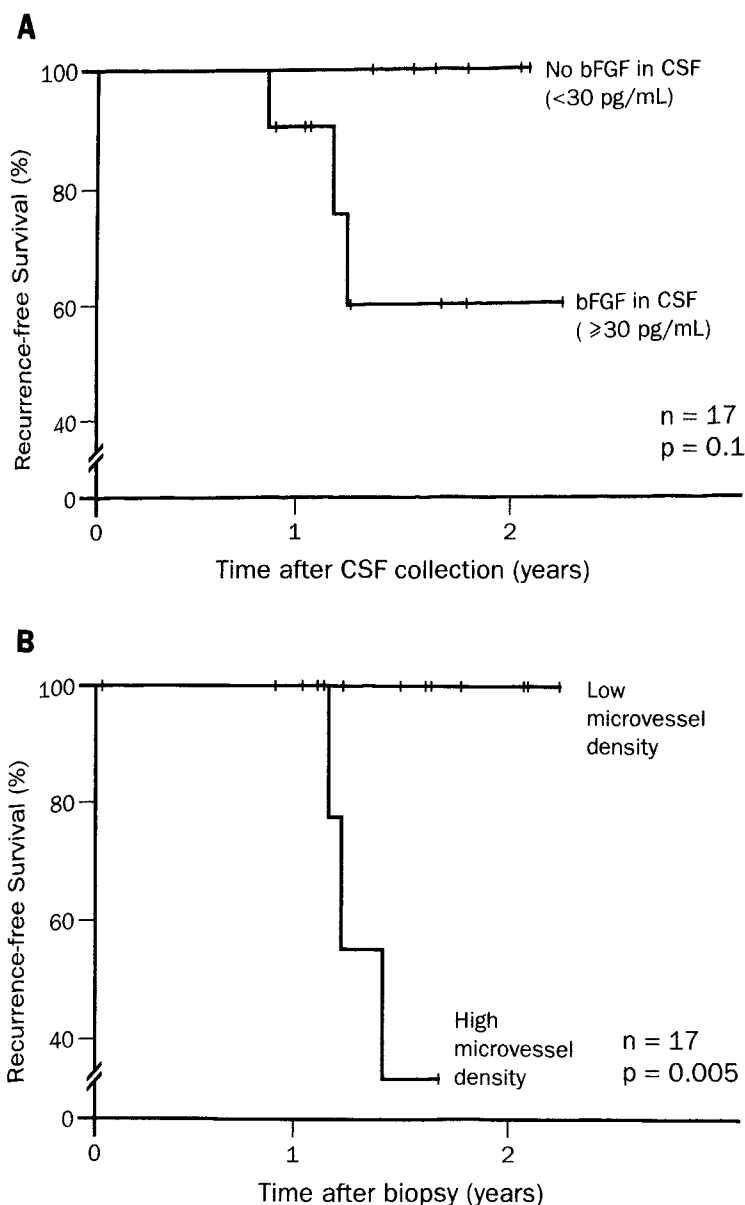 A
100
80
60
40
0
Recurrence-free Survival (%)
No bFGF in CSF
(<30 pg/mL)
bFGF in CSF
( ⩾30 pg/mL)
n = 17
p = 0.1
0
1
2
Time after CSF collection (years)
B
100
80
60
40
0
Recurrence-free Survival (%)
Low
microvessel
density
High
microvessel
density
n = 17
p = 0.005
0
1
2
Time after biopsy (years)